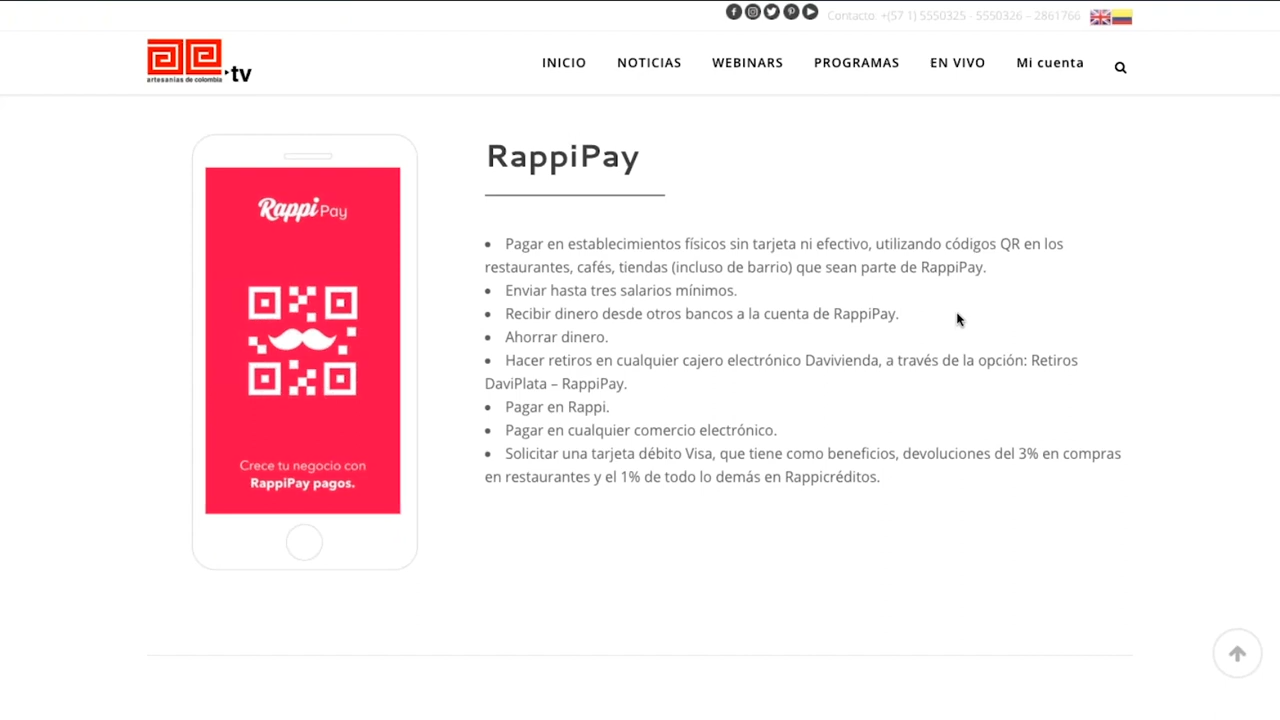 Contacto: +(57 1) 5550325 - 5550326 – 2861766
artesanías de colombia
tv
INICIO NOTICIAS WEBINARS PROGRAMAS EN VIVO Mi cuenta
RappiPay
Rappi Pay
Crece tu negocio con
RappiPay pagos.
• Pagar en establecimientos físicos sin tarjeta ni efectivo, utilizando códigos QR en los
restaurantes, cafés, tiendas (incluso de barrio) que sean parte de RappiPay.
• Enviar hasta tres salarios mínimos.
• Recibir dinero desde otros bancos a la cuenta de RappiPay.
• Ahorrar dinero.
• Hacer retiros en cualquier cajero electrónico Davivienda, a través de la opción: Retiros
DaviPlata – RappiPay.
• Pagar en Rappi.
• Pagar en cualquier comercio electrónico.
• Solicitar una tarjeta débito Visa, que tiene como beneficios, devoluciones del 3% en compras
en restaurantes y el 1% de todo lo demás en Rappicréditos.